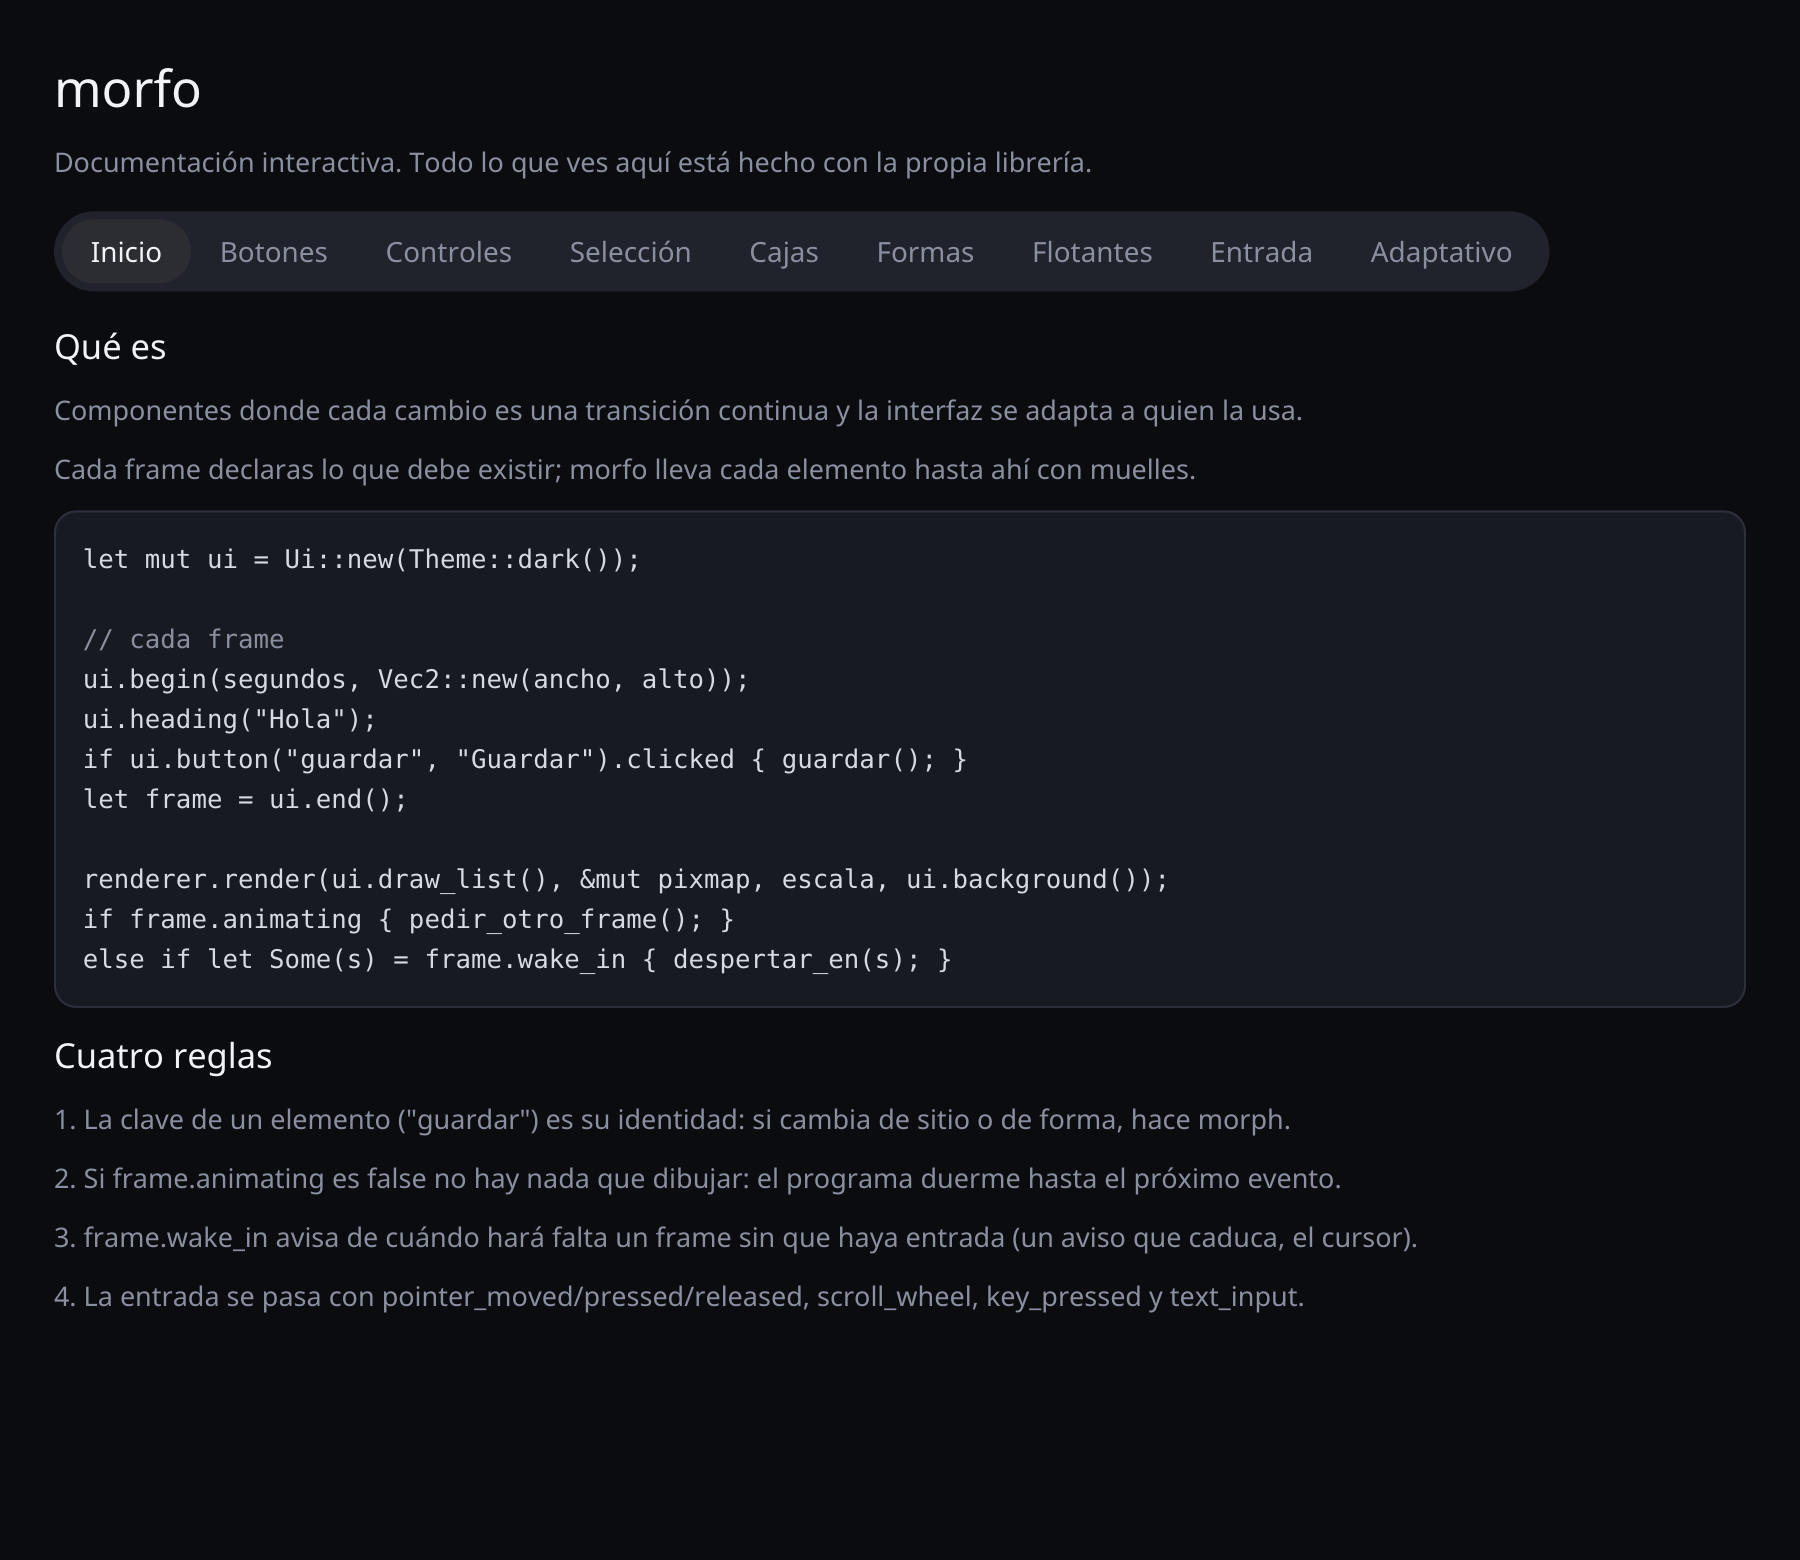 morfo
Documentación interactiva. Todo lo que ves aquí está hecho con la propia librería.
Inicio Botones Controles Selección Cajas Formas Flotantes Entrada Adaptativo
Qué es
Componentes donde cada cambio es una transición continua y la interfaz se adapta a quien la usa.
Cada frame declaras lo que debe existir; morfo lleva cada elemento hasta ahí con muelles.
let mut ui = Ui::new(Theme::dark());
// cada frame
ui.begin(segundos, Vec2::new(ancho, alto));
ui.heading("Hola");
if ui.button("guardar", "Guardar").clicked { guardar(); }
let frame = ui.end();
renderer.render(ui.draw_list(), &mut pixmap, escala, ui.background());
if frame.animating { pedir_otro_frame(); }
else if let Some(s) = frame.wake_in { despertar_en(s); }
Cuatro reglas
1. La clave de un elemento ("guardar") es su identidad: si cambia de sitio o de forma, hace morph.
2. Si frame.animating es false no hay nada que dibujar: el programa duerme hasta el próximo evento.
3. frame.wake_in avisa de cuándo hará falta un frame sin que haya entrada (un aviso que caduca, el cursor).
4. La entrada se pasa con pointer_moved/pressed/released, scroll_wheel, key_pressed y text_input.